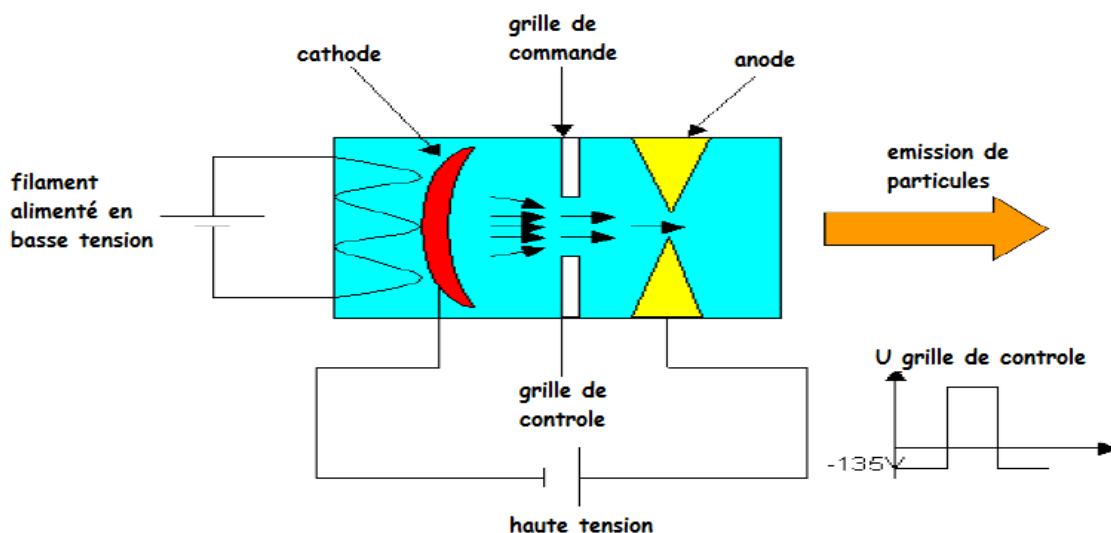 grille de
commande
cathode
anode
filament
alimenté en
basse tension
emission de
particules
grille de
controle
U grille de controle
-135V
haute tension